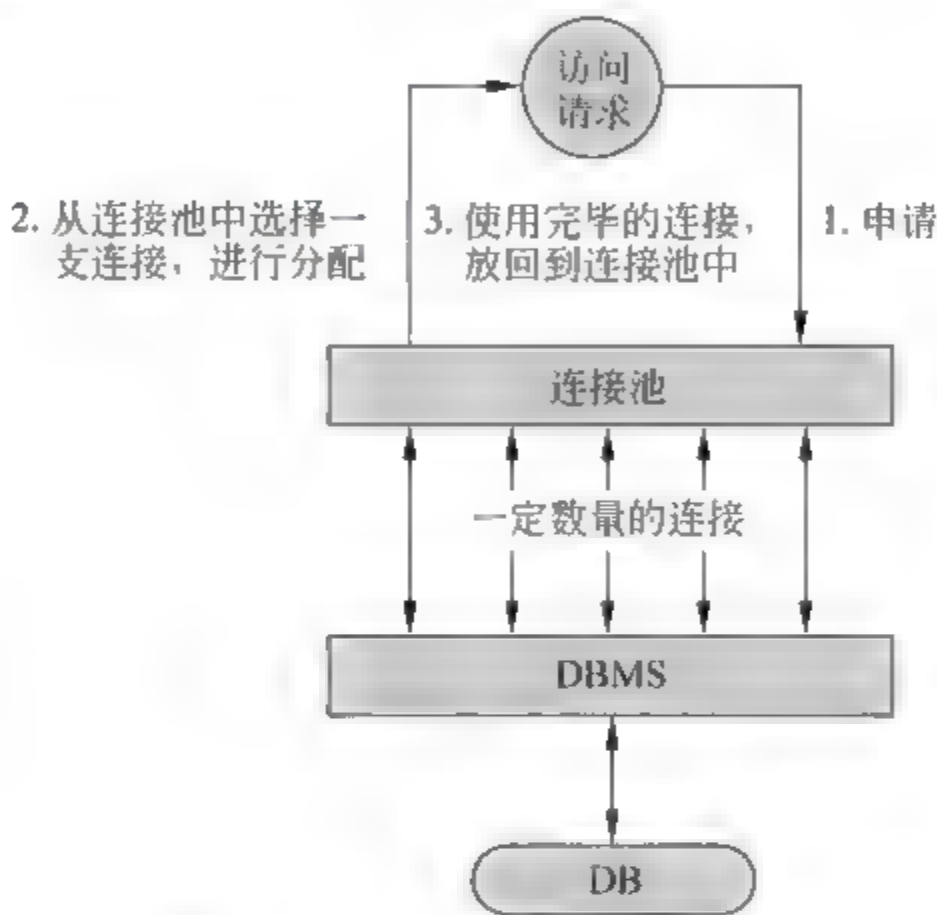 访问
请求
2. 从连接池中选择一
支连接，进行分配
3. 使用完毕的连接，
放回到连接池中
1. 申请
连接池
一定数量的连接
DBMS
DB